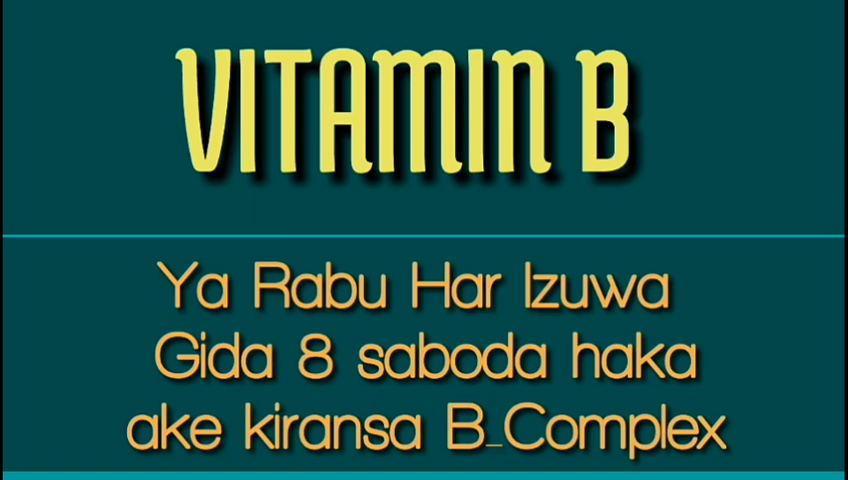 VITAMIN B
Ya Rabu Har Izuwa
Gida 8 saboda haka
ake kiransa B_Complex